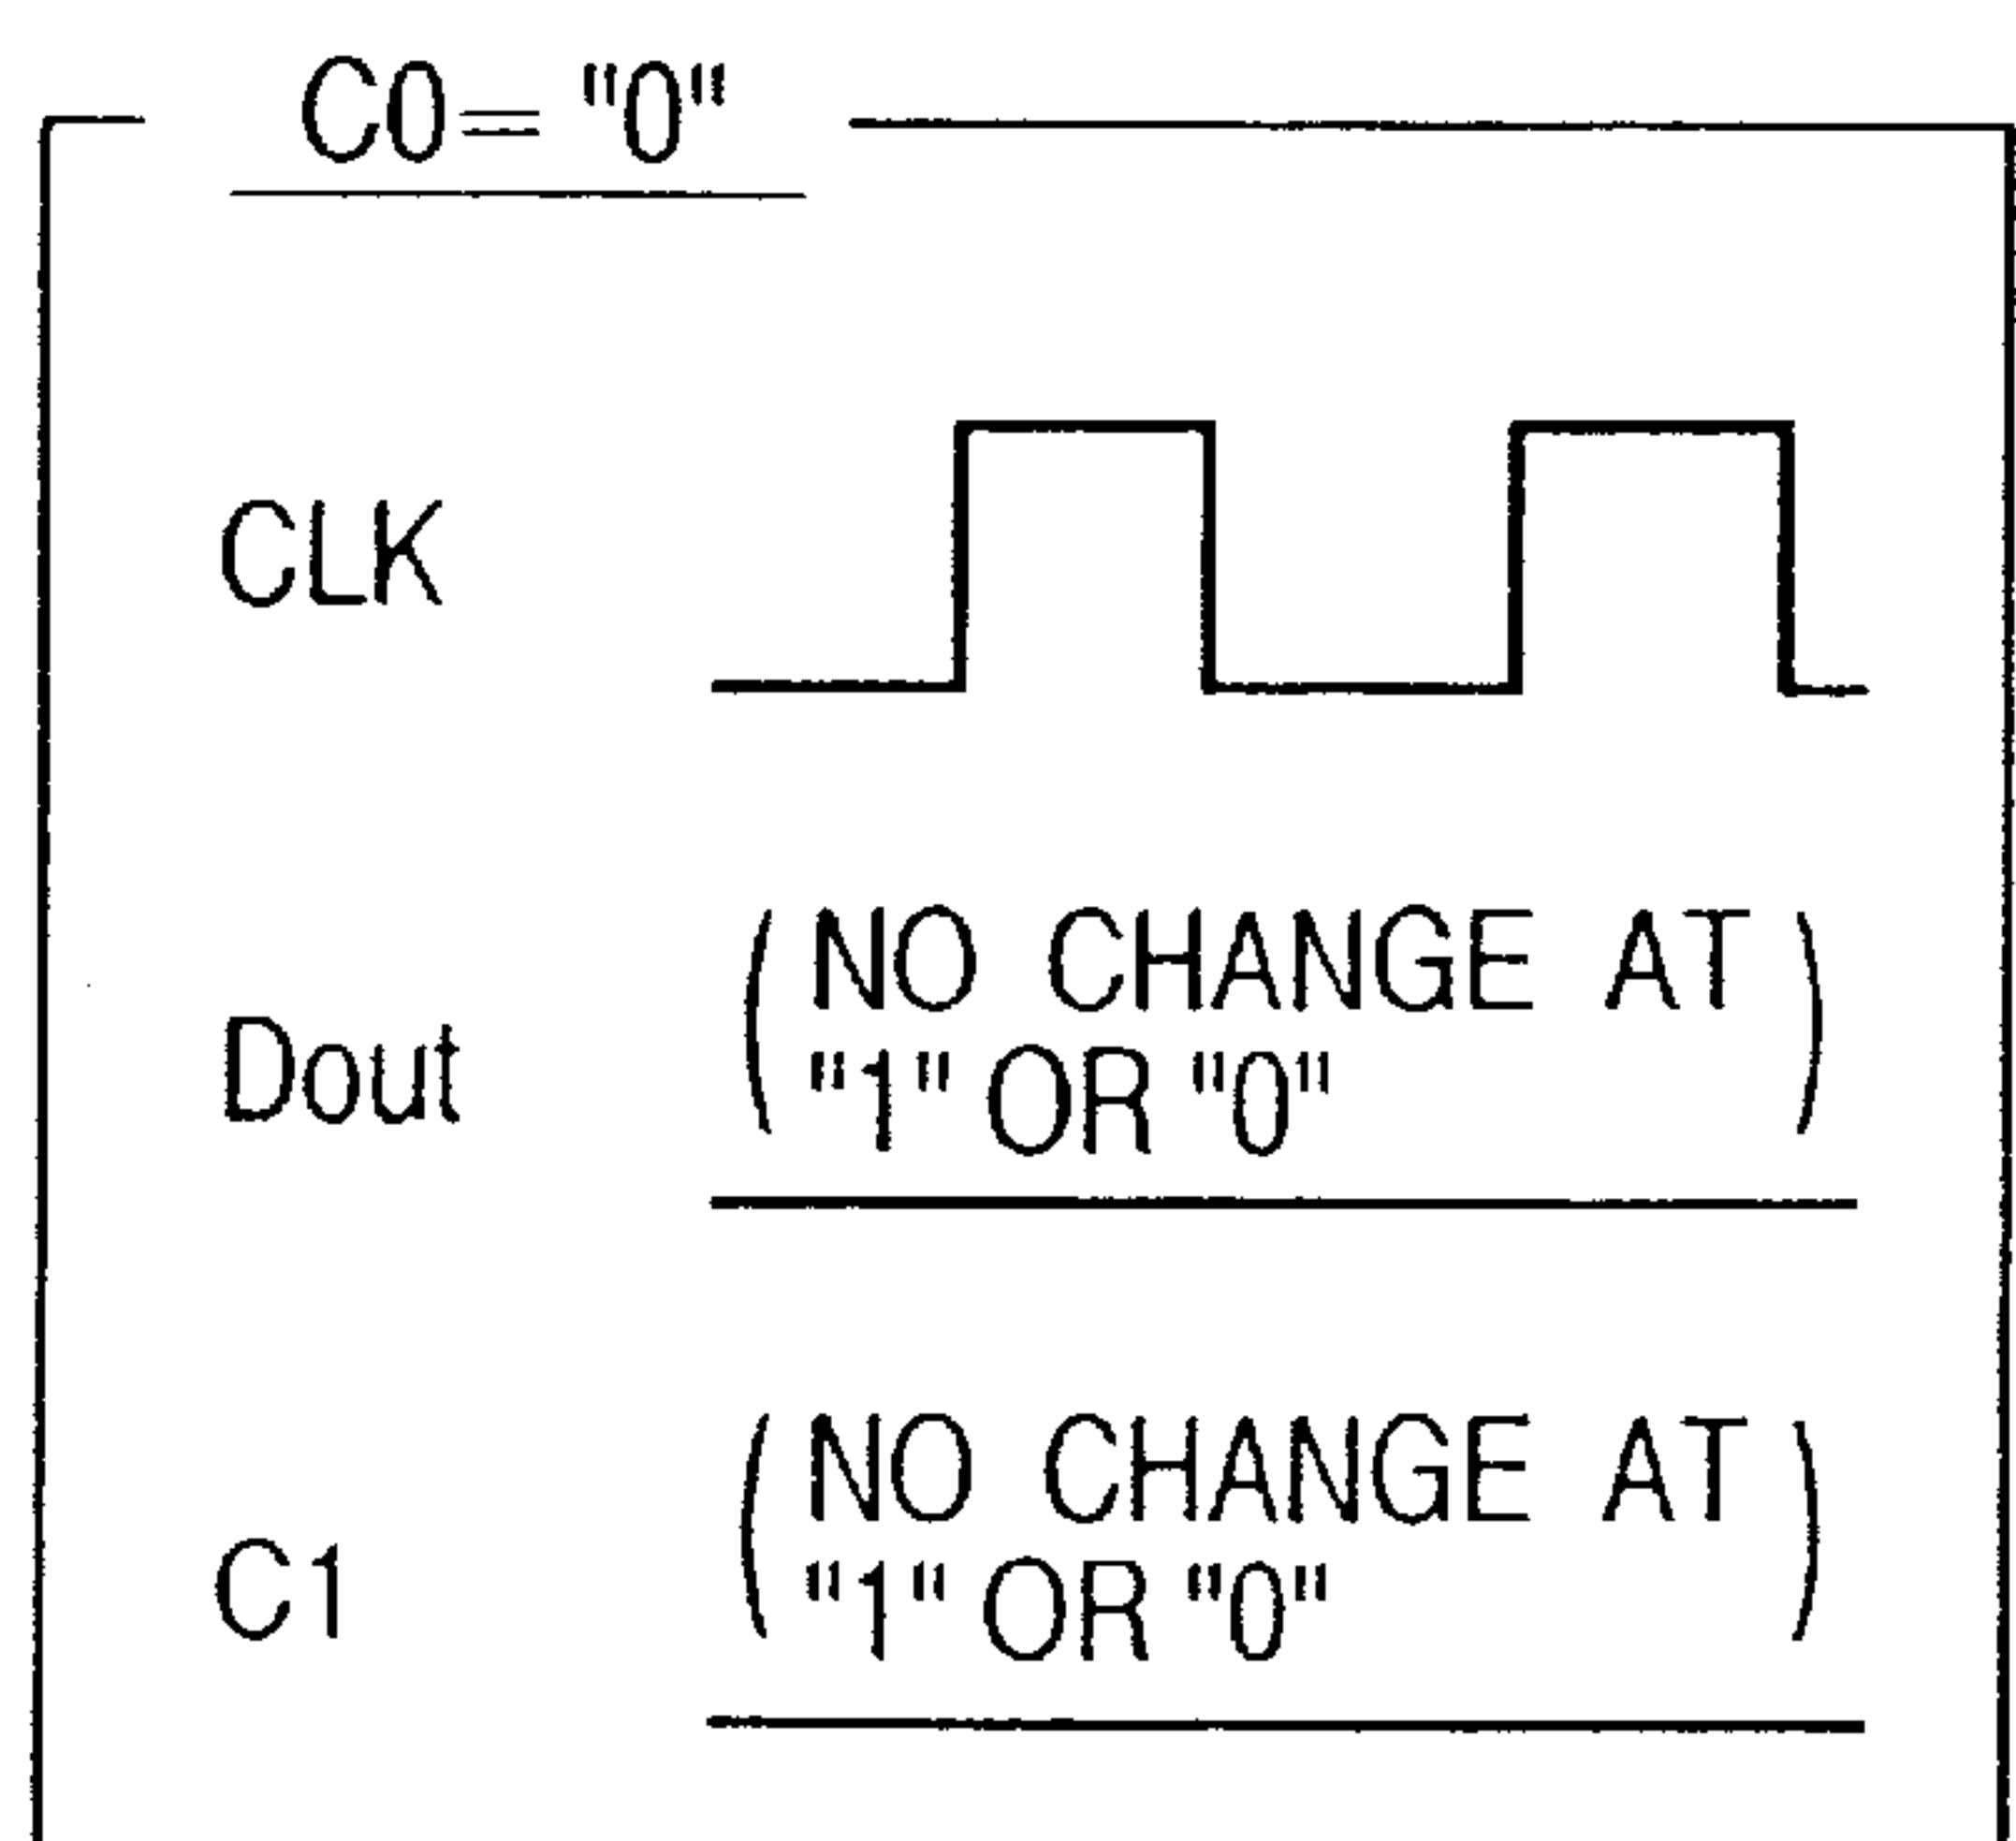 C0= "0"
CLK
Dout
( NO CHANGE AT )
"1" OR "0"
C1
( NO CHANGE AT )
"1" OR "0"